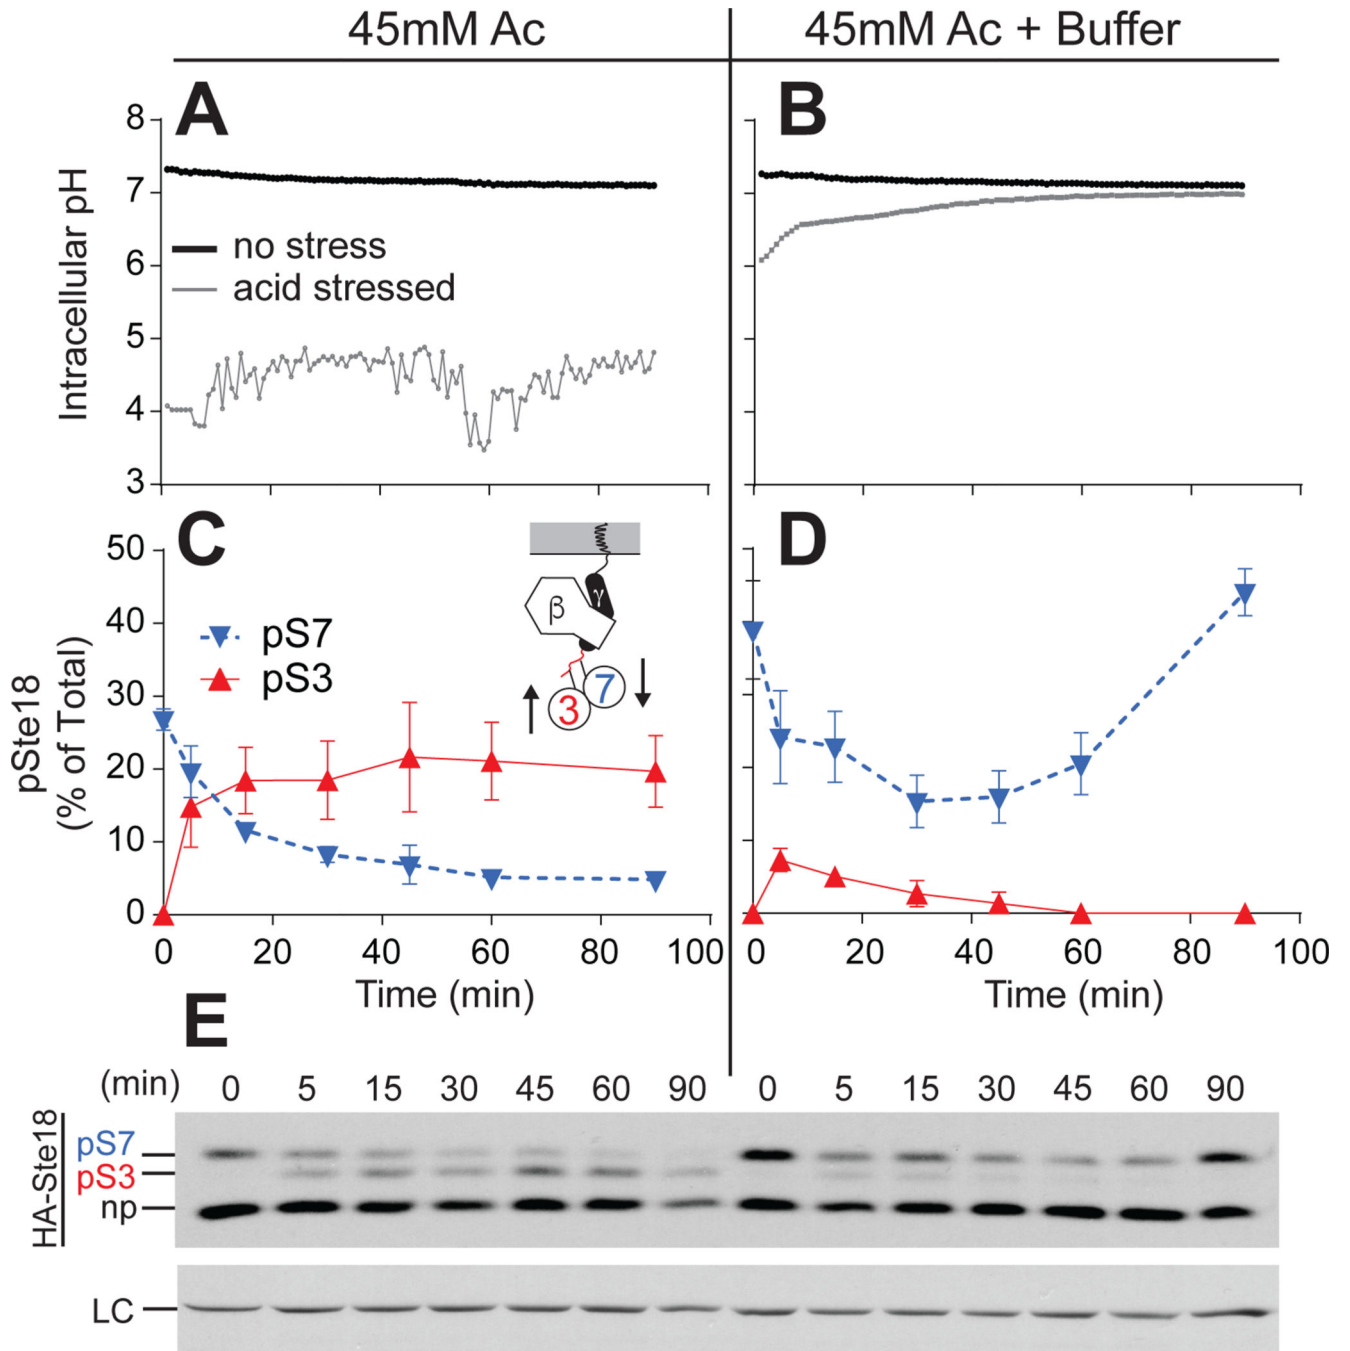 45mM Ac
45mM Ac + Buffer
A
B
Intracellular pH
8
7
6
5
4
3
no stress
acid stressed
C
D
pSte18
(% of Total)
50
40
30
20
10
0
pS7
pS3
β
γ
3
7
0 20 40 60 80 100
0 20 40 60 80 100
Time (min)
Time (min)
E
(min) 0 5 15 30 45 60 90 0 5 15 30 45 60 90
HA-Ste18
pS7
pS3
np
LC